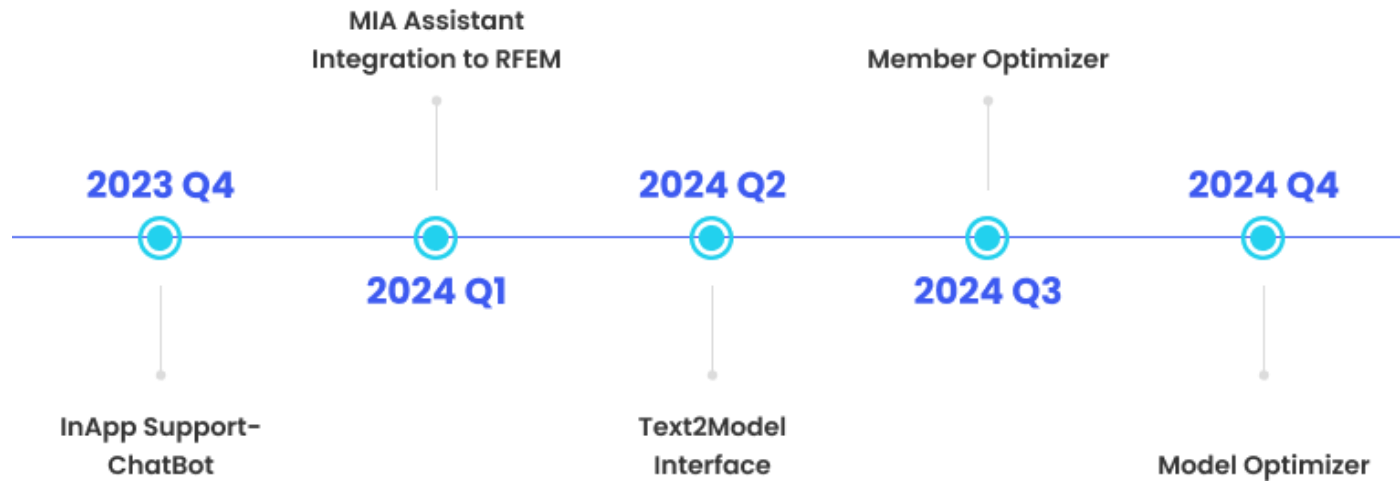 MIA Assistant
Integration to RFEM
Member Optimizer
2023 Q4
2024 Q2
2024 Q4
2024 Q1
2024 Q3
InApp Support-
ChatBot
Text2Model
Interface
Model Optimizer